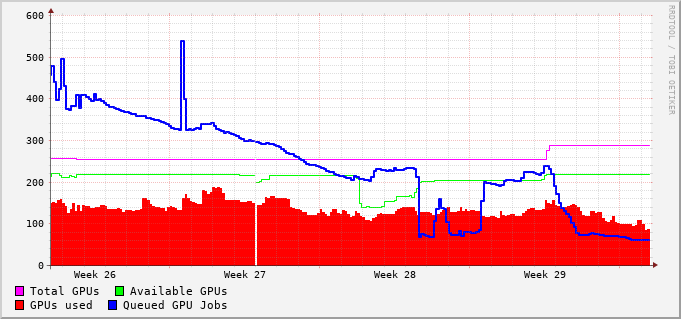 600
500
400
300
200
100
0
Week 26 Week 27 Week 28 Week 29
Total GPUs Available GPUs
GPUs used Queued GPU Jobs
RRDTOOL / TOBI OETIKER